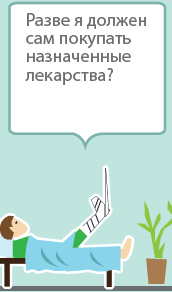 Разве я должен
сам покупать
назначенные
лекарства?